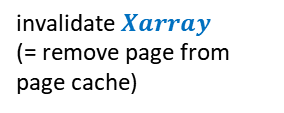 invalidate Xarray
(= remove page from
page cache)